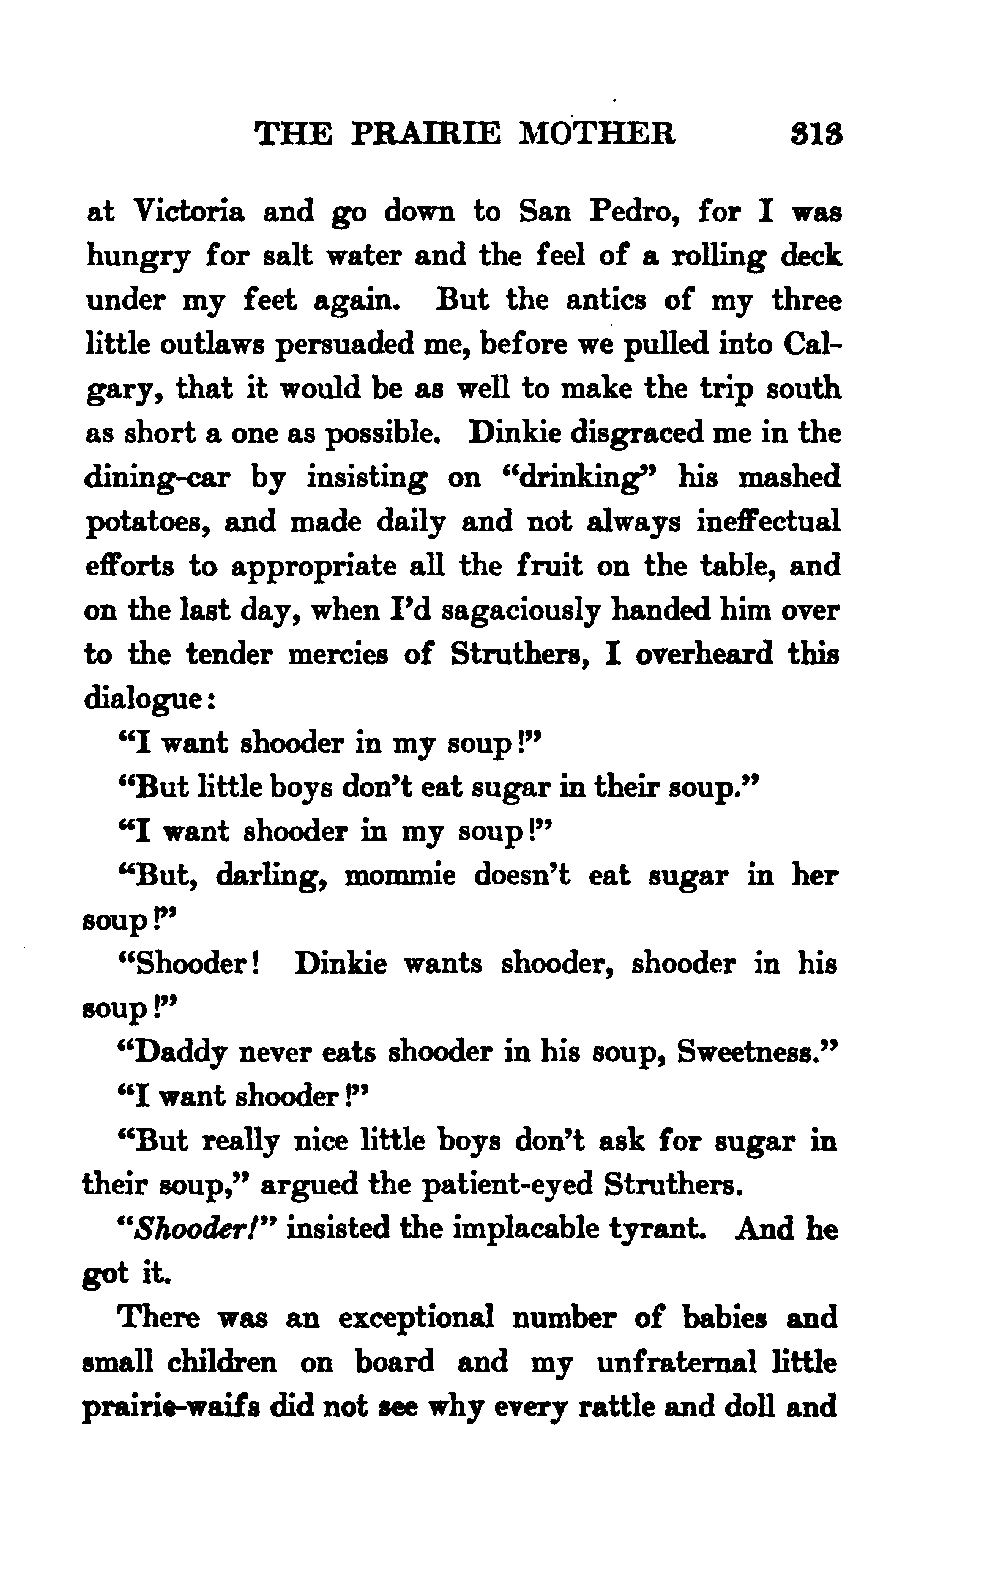 THE PRAIRIE MOTHER 313
at Victoria and go down to San Pedro, for I was
hungry for salt water and the feel of a rolling deck
under my feet again. But the antics of my three
little outlaws persuaded me, before we pulled into Cal-
gary, that it would be as well to make the trip south
as short a one as possible. Dinkie disgraced me in the
dining-car by insisting on “drinking” his mashed
potatoes, and made daily and not always ineffectual
efforts to appropriate all the fruit on the table, and
on the last day, when I’d sagaciously handed him over
to the tender mercies of Struthers, I overheard this
dialogue:
“I want shooder in my soup!”
“But little boys don’t eat sugar in their soup.”
“I want shooder in my soup!”
“But, darling, mommie doesn’t eat sugar in her
soup!”
“Shooder! Dinkie wants shooder, shooder in his
soup!”
“Daddy never eats shooder in his soup, Sweetness.”
“I want shooder!”
“But really nice little boys don’t ask for sugar in
their soup,” argued the patient-eyed Struthers.
“Shooder!” insisted the implacable tyrant. And he
got it.
There was an exceptional number of babies and
small children on board and my unfraternal little
prairie-waifs did not see why every rattle and doll and